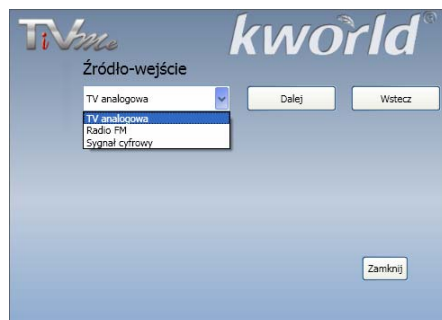 TiVme
kworld®
Źródło-wejście
TV analogowa
Dalej
Wstecz
TV analogowa
Radio FM
Sygnał cyfrowy
Zamknij